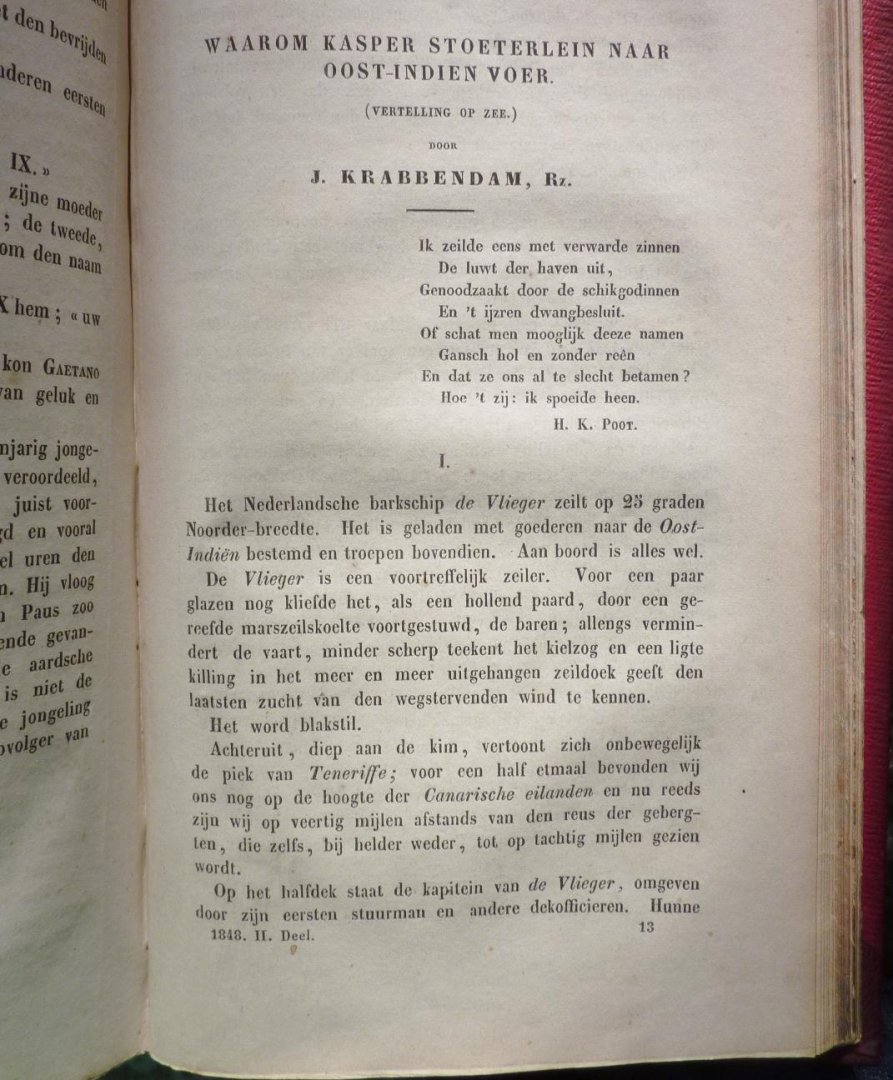 den
t den bevrijden
nderen eersten
IX.»
zijne moeder
; de tweede,
om den naam
X hem ; « uw
kon GAETANO
van geluk en
njarig jonge-
veroordeeld,
juist voor-
gd en vooral
el uren den
n. Hij vloog
n Paus zoo
ende gevan-
e aardsche
is niet de
e jongeling
ovolger van
WAAROM KASPER STOETERLEIN NAAR
OOST-INDIEN VOER.
(VERTELLING OP ZEE.)
DOOR
J. KRABBENDAM, Rz.
Ik zeilde eens met verwarde zinnen
De luwt der haven uit,
Genoodzaakt door de schikgodinnen
En 't ijzren dwangbesluit.
Of schat men mooglijk deeze namen
Gansch hol en zonder reên
En dat ze ons al te slecht betamen?
Hoe 't zij: ik spoeide heen.
H. K. POOT.
I.
Het Nederlandsche barkschip de Vlieger zeilt op 25 graden
Noorder-breedte. Het is geladen met goederen naar de Oost-
Indiën bestemd en troepen bovendien. Aan boord is alles wel.
De Vlieger is een voortreffelijk zeiler. Voor een paar
glazen nog kliefde het, als een hollend paard, door een ge-
reefde marszeilskoelte voortgestuwd, de baren; allengs vermin-
dert de vaart, minder scherp teekent het kielzog en een ligte
killing in het meer en meer uitgehangen zeildoek geeft den
laatsten zucht van den wegstervenden wind te kennen.
Het word blakstil.
Achteruit, diep aan de kim, vertoont zich onbewegelijk
de piek van Teneriffe; voor een half etmaal bevonden wij
ons nog op de hoogte der Canarische eilanden en nu reeds
zijn wij op veertig mijlen afstands van den reus der geberg-
ten, die zelfs, bij helder weder, tot op tachtig mijlen gezien
wordt.
Op het halfdek staat de kapitein van de Vlieger, omgeven
door zijn eersten stuurman en andere dekofficieren. Hunne
1848. II. Deel.
13